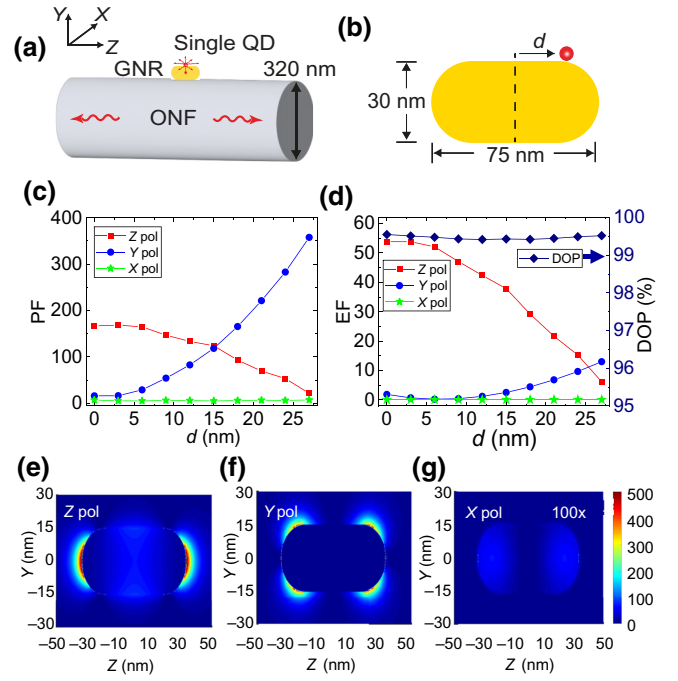 (a)
Y
X
Z
Single QD
GNR
320 nm
ONF
(b)
d
30 nm
75 nm
(c)
400
300
200
100
0
PF
Z pol
Y pol
X pol
0 5 10 15 20 25
d (nm)
(d)
60
50
40
30
20
10
0
EF
Z pol
Y pol
X pol
DOP
100
99
98
97
96
95
DOP (%)
0 5 10 15 20 25
d (nm)
(e)
Z pol
30
15
0
–15
–30
Y (nm)
–50 –30 –10 10 30 50
Z (nm)
(f)
Y pol
30
15
0
–15
–30
Y (nm)
–50 –30 –10 10 30 50
Z (nm)
(g)
X pol 100x
30
15
0
–15
–31
Y (nm)
–50 –30 –10 10 30 50
Z (nm)
500
400
300
200
100
0